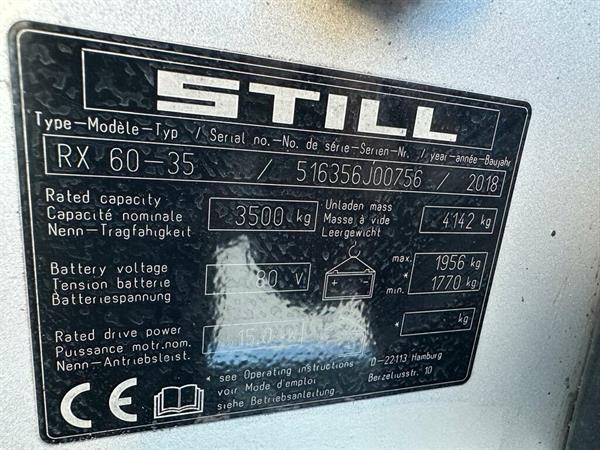 STILL
Type-Modèle-Typ / Serial no.-No. de série-Serien-Nr. / year-année-Baujahr
RX 60-35 / 516356J00756 / 2018
Rated capacity
Capacité nominale
Nenn-Tragfähigkeit
3500 kg
Unladen mass
Masse à vide
Leergewicht
4142 kg
Battery voltage
Tension batterie
Batteriespannung
80 V
+ -
max. 1956 kg
*
min. 1770 kg
* kg
Rated drive power
Puissance motr.nom.
Nenn-Antriebsleist.
15.0
* see Operating instructions
voir Mode d'emploi
siehe Betriebsanleitung
D-22113 Hamburg
Berzeliusstr. 10
CE